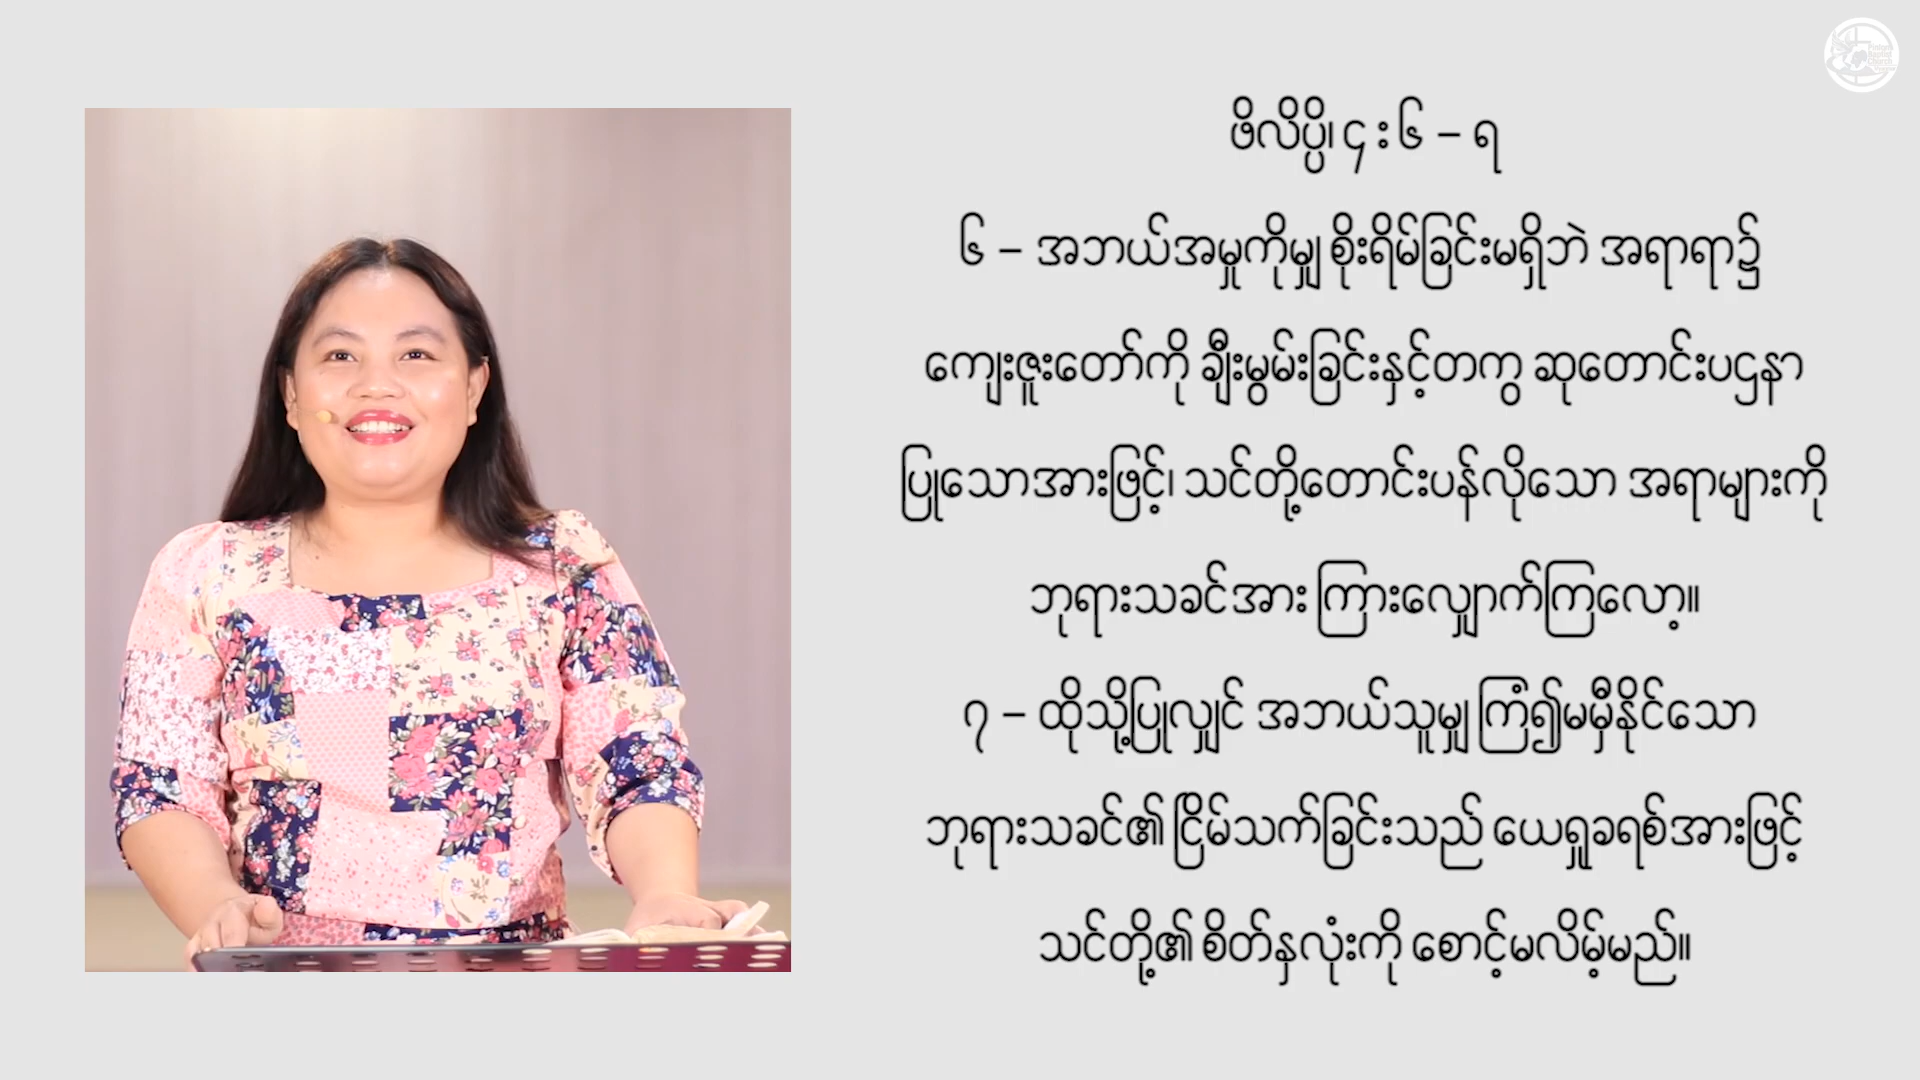 ဖိလိပ္ပိ၊ ၄ : ၆ – ရ
၆ – အဘယ်အမှုကိုမျှ စိုးရိမ်ခြင်းမရှိဘဲ အရာရာ၌
ကျေးဇူးတော်ကို ချီးမွမ်းခြင်းနှင့်တကွ ဆုတောင်းပဌနာ
ပြုသောအားဖြင့်၊ သင်တို့တောင်းပန်လိုသော အရာများကို
ဘုရားသခင်အား ကြားလျှောက်ကြလော့။
၇ – ထိုသို့ပြုလျှင် အဘယ်သူမျှ ကြံ၍မမှီနိုင်သော
ဘုရားသခင်၏ ငြိမ်သက်ခြင်းသည် ယေရှုခရစ်အားဖြင့်
သင်တို့၏ စိတ်နှလုံးကို စောင့်မလိမ့်မည်။